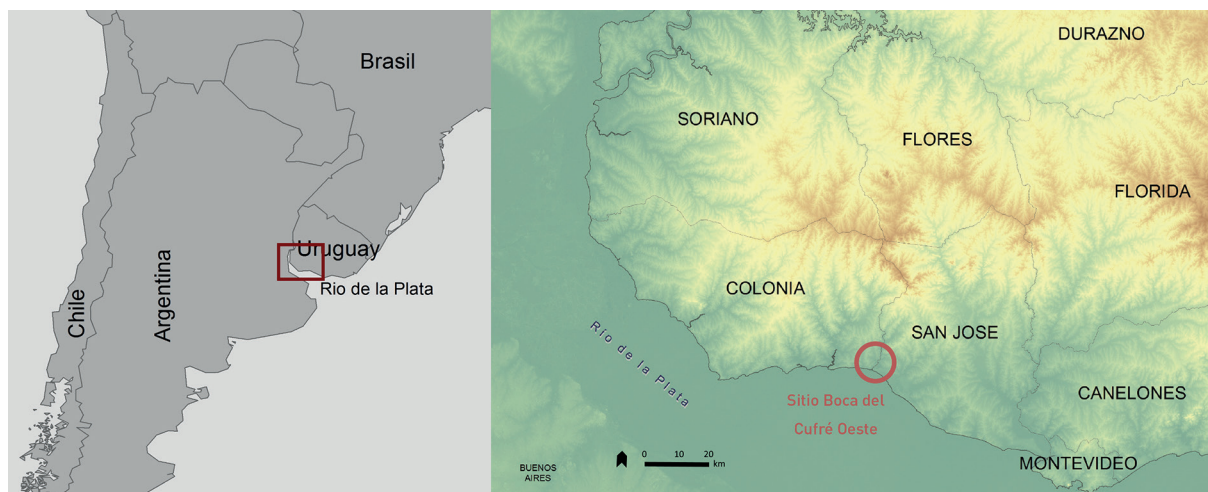 Brasil
Uruguay
Rio de la Plata
Argentina
Chile
DURAZNO
SORIANO
FLORES
FLORIDA
COLONIA
SAN JOSE
Río de la Plata
Sitio Boca del
Cufré Oeste
CANELONES
MONTEVIDEO
BUENOS
AIRES
0 10 20
km